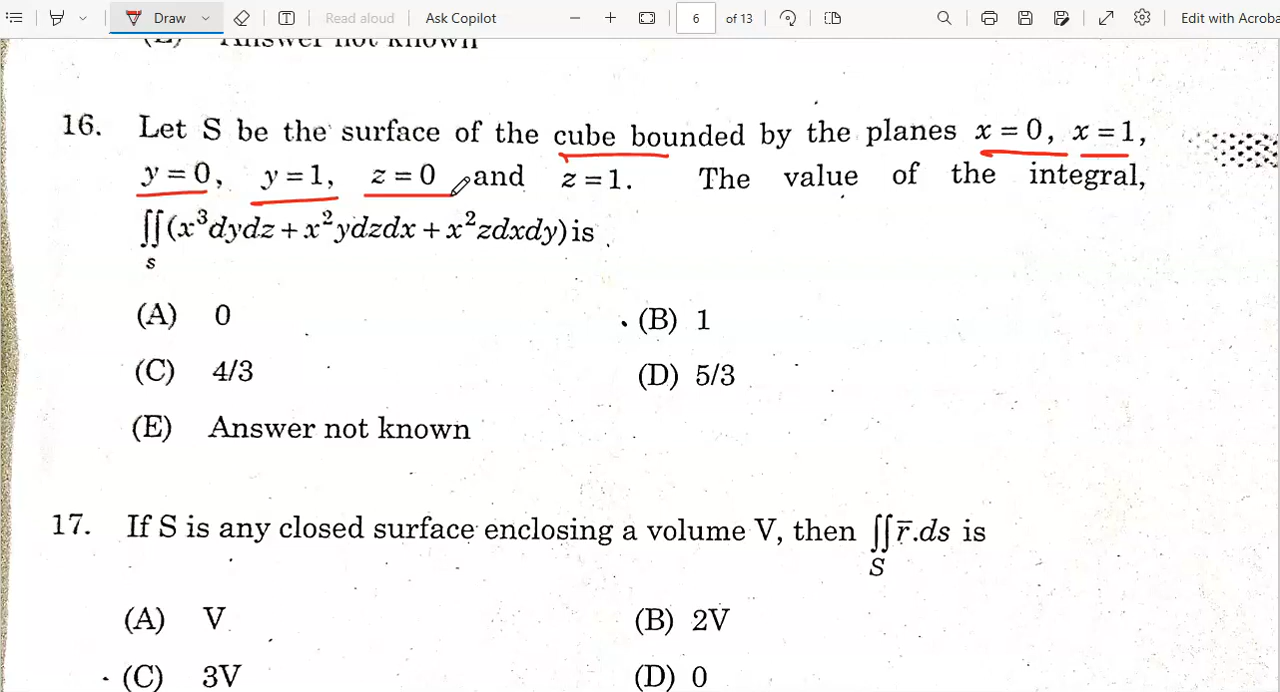 Draw
Read aloud
Ask Copilot
6 of 13
Edit with Acroba
(E) Answer not known
16. Let S be the surface of the cube bounded by the planes x = 0, x = 1,
y = 0, y = 1, z = 0 and z = 1. The value of the integral,
∬(x³dydz + x²ydzdx + x²zdxdy) is
s
(A) 0
(B) 1
(C) 4/3
(D) 5/3
(E) Answer not known
17. If S is any closed surface enclosing a volume V, then ∬r̄.ds is
S
(A) V
(B) 2V
(C) 3V
(D) 0